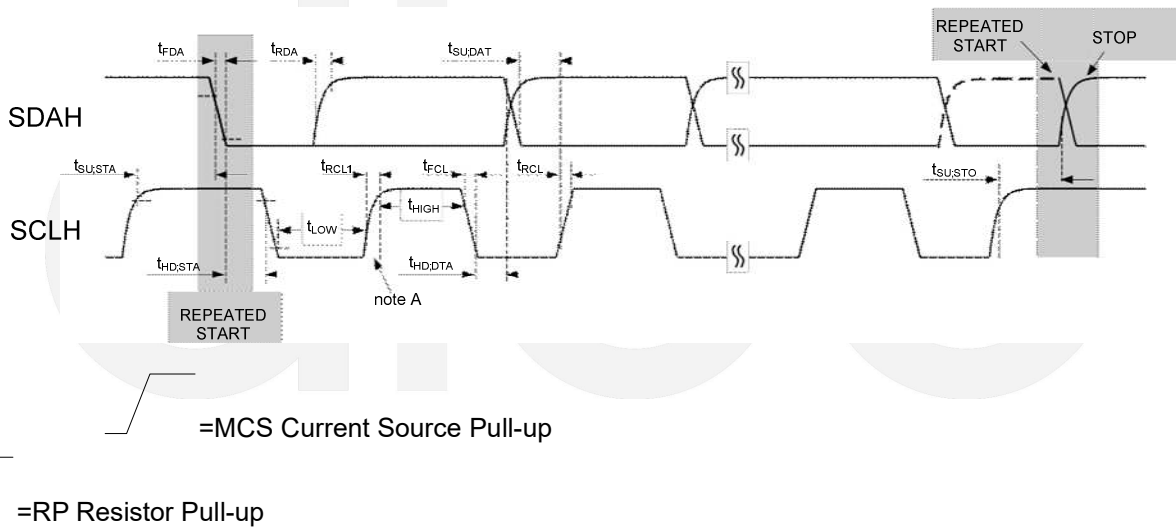 REPEATED
START
STOP
tFDA
tRDA
tSU;DAT
SDAH
tSU;STA
tRCL1
tFCL
tRCL
tSU;STO
tHIGH
SCLH
tLOW
tHD;STA
tHD;DTA
note A
REPEATED
START
=MCS Current Source Pull-up
=RP Resistor Pull-up